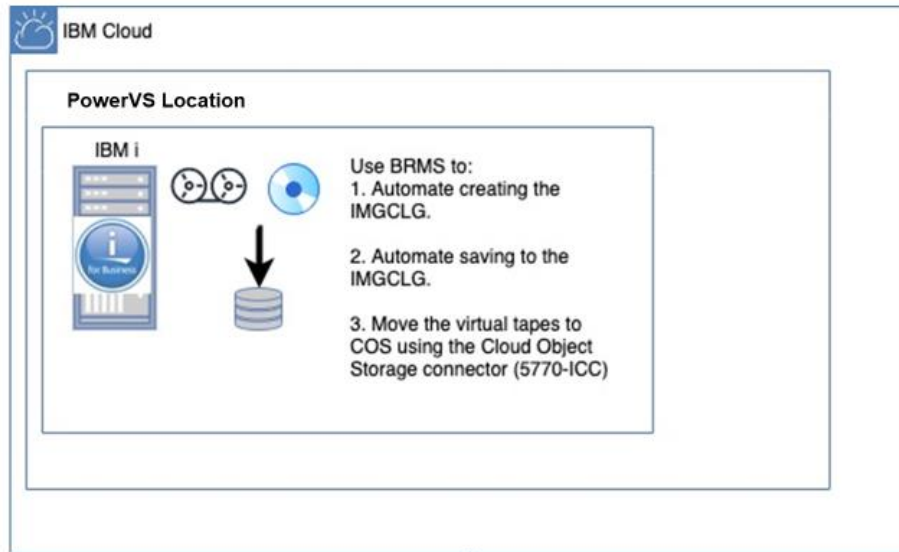 IBM Cloud
PowerVS Location
IBM i
i
for Business
Use BRMS to:
1. Automate creating the
IMGCLG.
2. Automate saving to the
IMGCLG.
3. Move the virtual tapes to
COS using the Cloud Object
Storage connector (5770-ICC)